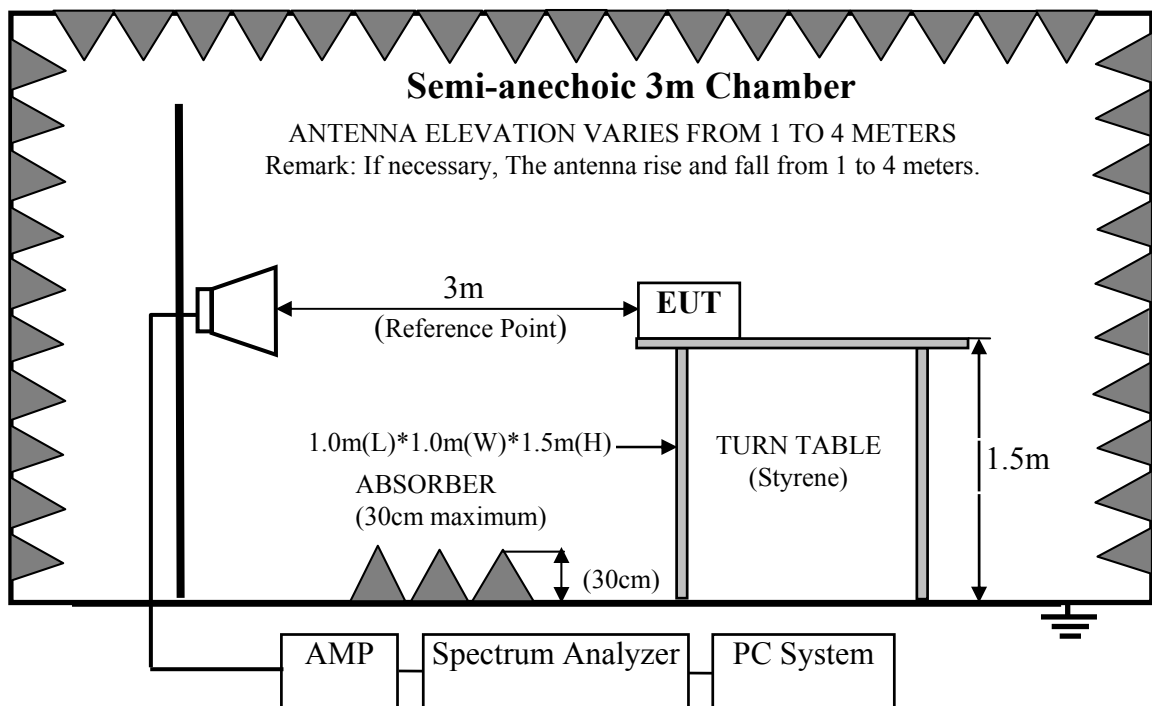 Semi-anechoic 3m Chamber
ANTENNA ELEVATION VARIES FROM 1 TO 4 METERS
Remark: If necessary, The antenna rise and fall from 1 to 4 meters.
3m
(Reference Point)
EUT
1.0m(L)*1.0m(W)*1.5m(H)
TURN TABLE
(Styrene)
1.5m
ABSORBER
(30cm maximum)
(30cm)
AMP
Spectrum Analyzer
PC System